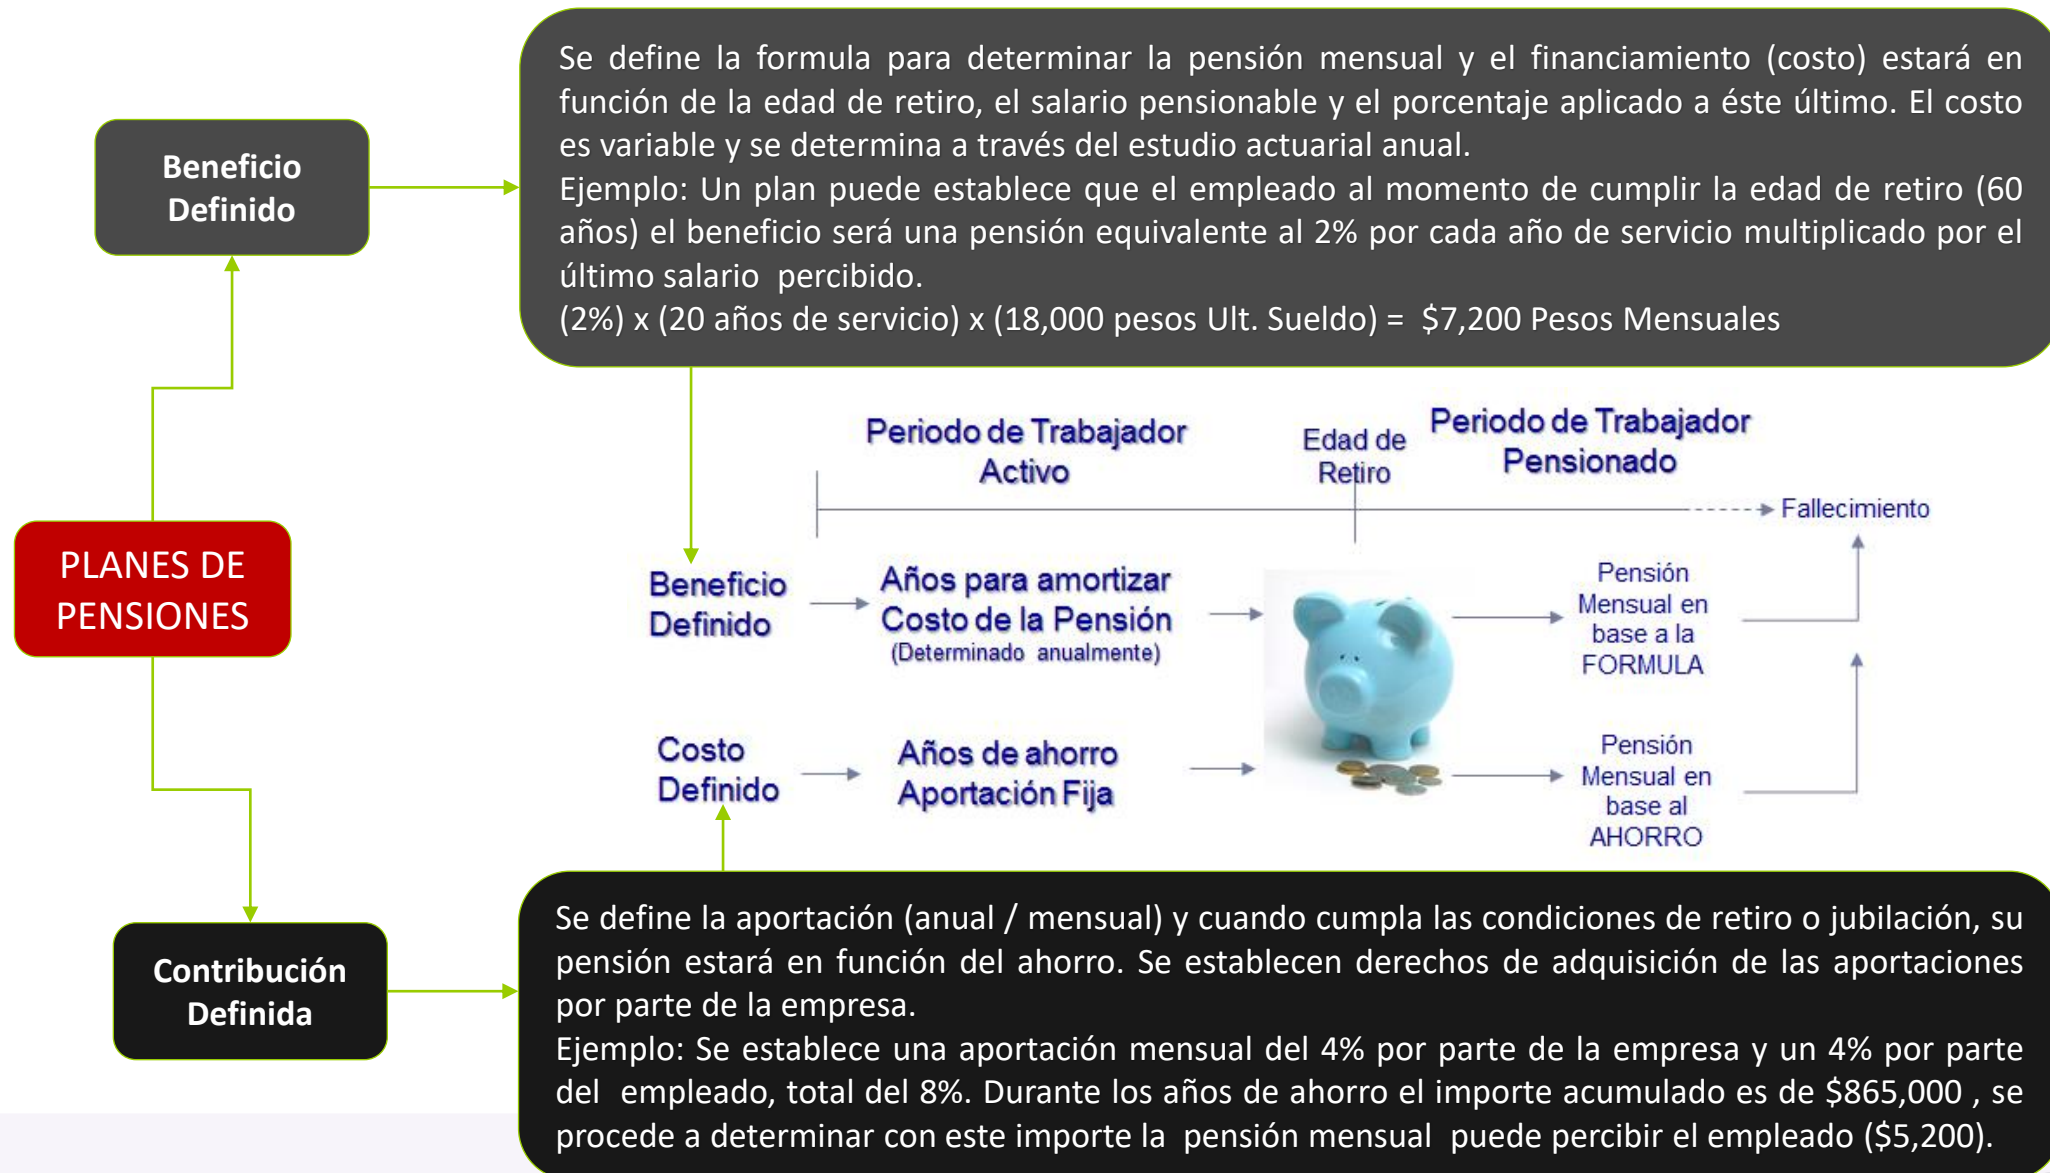 Se define la formula para determinar la pensión mensual y el financiamiento (costo) estará en
función de la edad de retiro, el salario pensionable y el porcentaje aplicado a éste último. El costo
es variable y se determina a través del estudio actuarial anual.
Ejemplo: Un plan puede establece que el empleado al momento de cumplir la edad de retiro (60
años) el beneficio será una pensión equivalente al 2% por cada año de servicio multiplicado por el
último salario percibido.
(2%) x (20 años de servicio) x (18,000 pesos Ult. Sueldo) = $7,200 Pesos Mensuales
Beneficio
Definido
PLANES DE
PENSIONES
Periodo de Trabajador
Activo
Edad de
Retiro
Periodo de Trabajador
Pensionado
Fallecimiento
Beneficio
Definido
Años para amortizar
Costo de la Pensión
(Determinado anualmente)
Pensión
Mensual en
base a la
FORMULA
Costo
Definido
Años de ahorro
Aportación Fija
Pensión
Mensual en
base al
AHORRO
Contribución
Definida
Se define la aportación (anual / mensual) y cuando cumpla las condiciones de retiro o jubilación, su
pensión estará en función del ahorro. Se establecen derechos de adquisición de las aportaciones
por parte de la empresa.
Ejemplo: Se establece una aportación mensual del 4% por parte de la empresa y un 4% por parte
del empleado, total del 8%. Durante los años de ahorro el importe acumulado es de $865,000 , se
procede a determinar con este importe la pensión mensual puede percibir el empleado ($5,200).